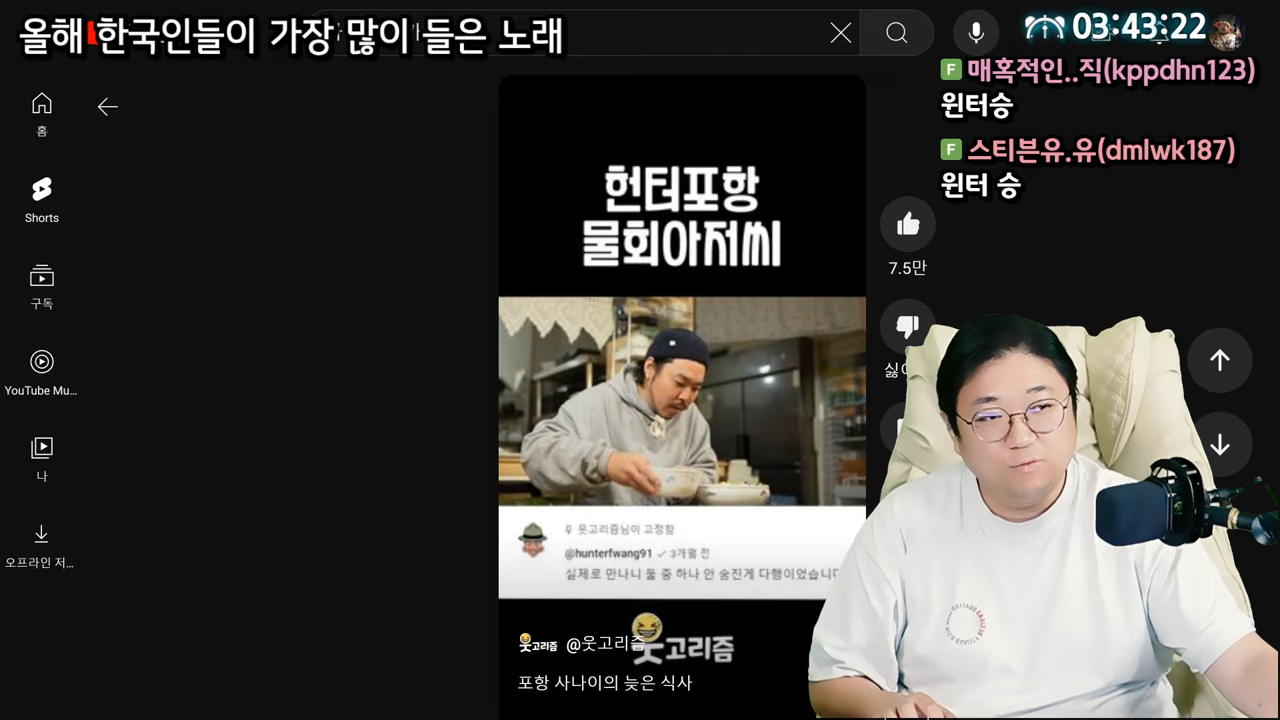 올해 한국인들이 가장 많이 들은 노래
03:43:22
F 매혹적인..직(kppdhn123)
윈터승
F 스티븐유.유(dmlwk187)
윈터 승
홈
Shorts
구독
YouTube Mu...
나
오프라인 저...
헌터포항
물회아저씨
7.5만
웃고리즘님이 고정함
@hunterfwang91 ✓ 3개월 전
실제로 만나니 둘 중 하나 안 숨진게 다행이었습니다
웃고리즘
웃고리즘 @웃고리즘
포항 사나이의 늦은 식사